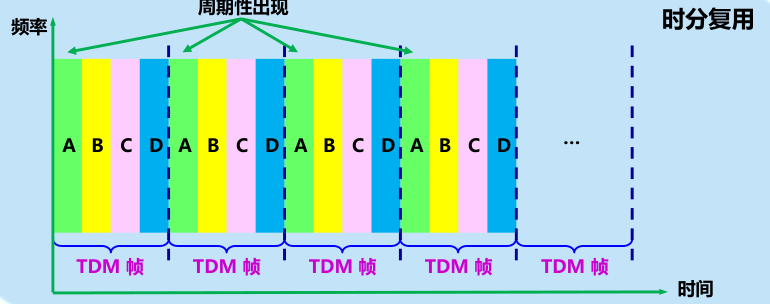 周期性出现
时分复用
频率
A B C D A B C D A B C D A B C D ...
TDM 帧 TDM 帧 TDM 帧 TDM 帧 TDM 帧
时间